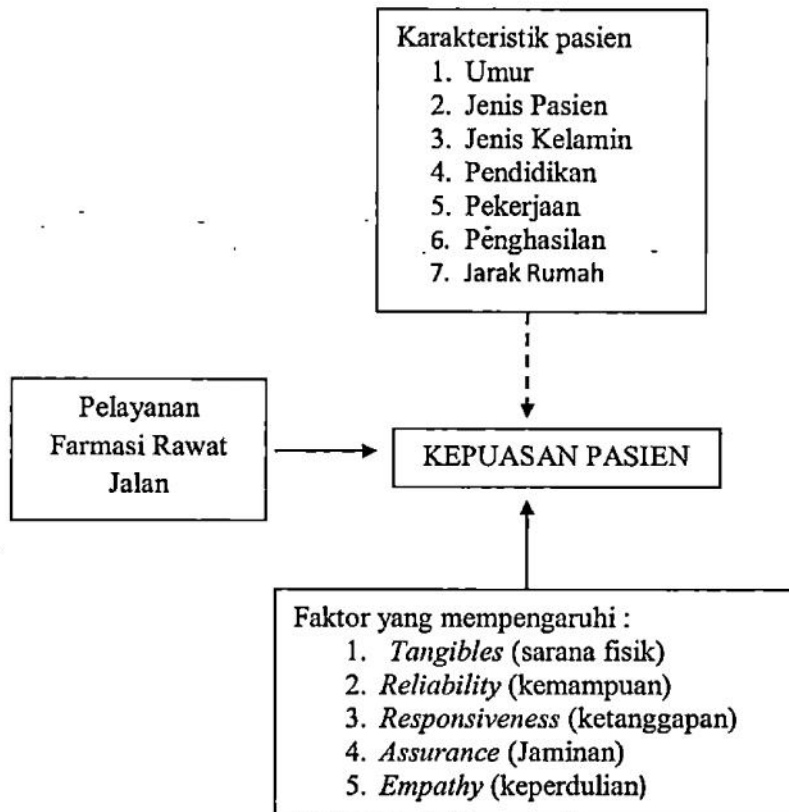 Karakteristik pasien
1. Umur
2. Jenis Pasien
3. Jenis Kelamin
4. Pendidikan
5. Pekerjaan
6. Penghasilan
7. Jarak Rumah
Pelayanan
Farmasi Rawat
Jalan
KEPUASAN PASIEN
Faktor yang mempengaruhi :
1. Tangibles (sarana fisik)
2. Reliability (kemampuan)
3. Responsiveness (ketanggapan)
4. Assurance (Jaminan)
5. Empathy (keperdulian)